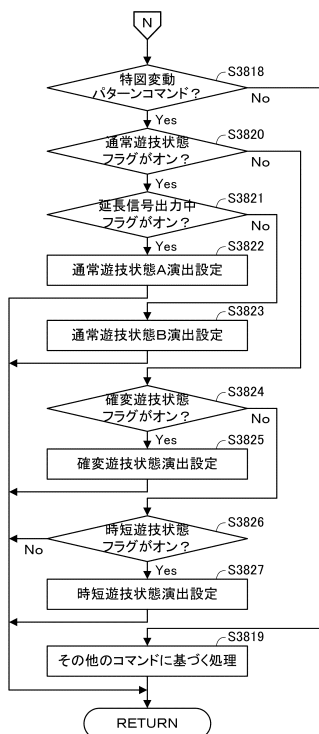 N
S3818
特図変動
パターンコマンド？
No
Yes
S3820
通常遊技状態
フラグがオン？
No
Yes
S3821
延長信号出力中
フラグがオン？
No
Yes
S3822
通常遊技状態A演出設定
S3823
通常遊技状態B演出設定
S3824
確変遊技状態
フラグがオン？
No
Yes
S3825
確変遊技状態演出設定
S3826
時短遊技状態
フラグがオン？
No
Yes
S3827
時短遊技状態演出設定
S3819
その他のコマンドに基づく処理
RETURN